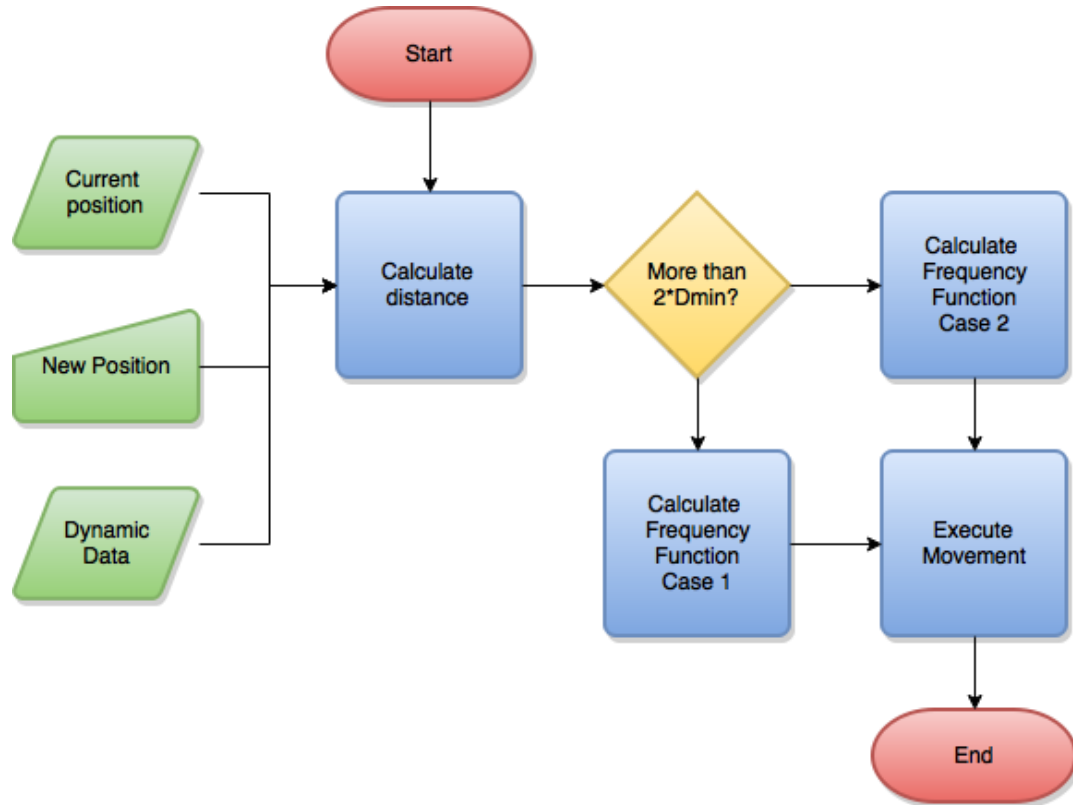 Start
Current
position
New Position
Dynamic
Data
Calculate
distance
More than
2*Dmin?
Calculate
Frequency
Function
Case 2
Calculate
Frequency
Function
Case 1
Execute
Movement
End